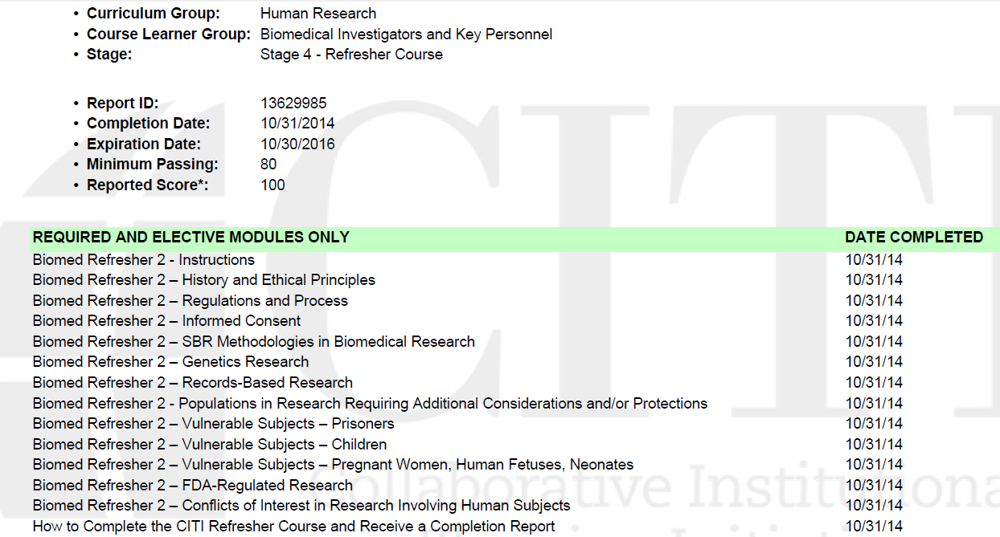 • Curriculum Group: Human Research
• Course Learner Group: Biomedical Investigators and Key Personnel
• Stage: Stage 4 - Refresher Course
• Report ID: 13629985
• Completion Date: 10/31/2014
• Expiration Date: 10/30/2016
• Minimum Passing: 80
• Reported Score*: 100
REQUIRED AND ELECTIVE MODULES ONLY DATE COMPLETED
Biomed Refresher 2 - Instructions 10/31/14
Biomed Refresher 2 – History and Ethical Principles 10/31/14
Biomed Refresher 2 – Regulations and Process 10/31/14
Biomed Refresher 2 – Informed Consent 10/31/14
Biomed Refresher 2 – SBR Methodologies in Biomedical Research 10/31/14
Biomed Refresher 2 – Genetics Research 10/31/14
Biomed Refresher 2 – Records-Based Research 10/31/14
Biomed Refresher 2 - Populations in Research Requiring Additional Considerations and/or Protections 10/31/14
Biomed Refresher 2 – Vulnerable Subjects – Prisoners 10/31/14
Biomed Refresher 2 – Vulnerable Subjects – Children 10/31/14
Biomed Refresher 2 – Vulnerable Subjects – Pregnant Women, Human Fetuses, Neonates 10/31/14
Biomed Refresher 2 – FDA-Regulated Research 10/31/14
Biomed Refresher 2 – Conflicts of Interest in Research Involving Human Subjects 10/31/14
How to Complete the CITI Refresher Course and Receive a Completion Report 10/31/14
CITI
Collaborative Institutiona